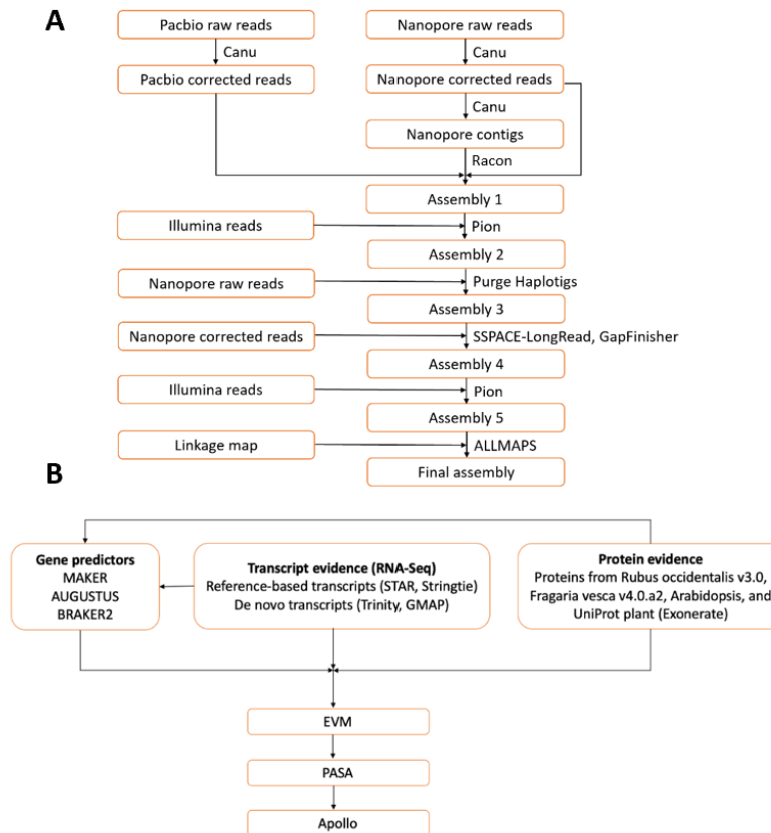 A
Pacbio raw reads
Nanopore raw reads
Canu
Canu
Pacbio corrected reads
Nanopore corrected reads
Canu
Nanopore contigs
Racon
Assembly 1
Illumina reads
Pion
Assembly 2
Nanopore raw reads
Purge Haplotigs
Assembly 3
Nanopore corrected reads
SSPACE-LongRead, GapFinisher
Assembly 4
Illumina reads
Pion
Assembly 5
Linkage map
ALLMAPS
Final assembly
B
Gene predictors
MAKER
AUGUSTUS
BRAKER2
Transcript evidence (RNA-Seq)
Reference-based transcripts (STAR, Stringtie)
De novo transcripts (Trinity, GMAP)
Protein evidence
Proteins from Rubus occidentalis v3.0,
Fragaria vesca v4.0.a2, Arabidopsis, and
UniProt plant (Exonerate)
EVM
PASA
Apollo